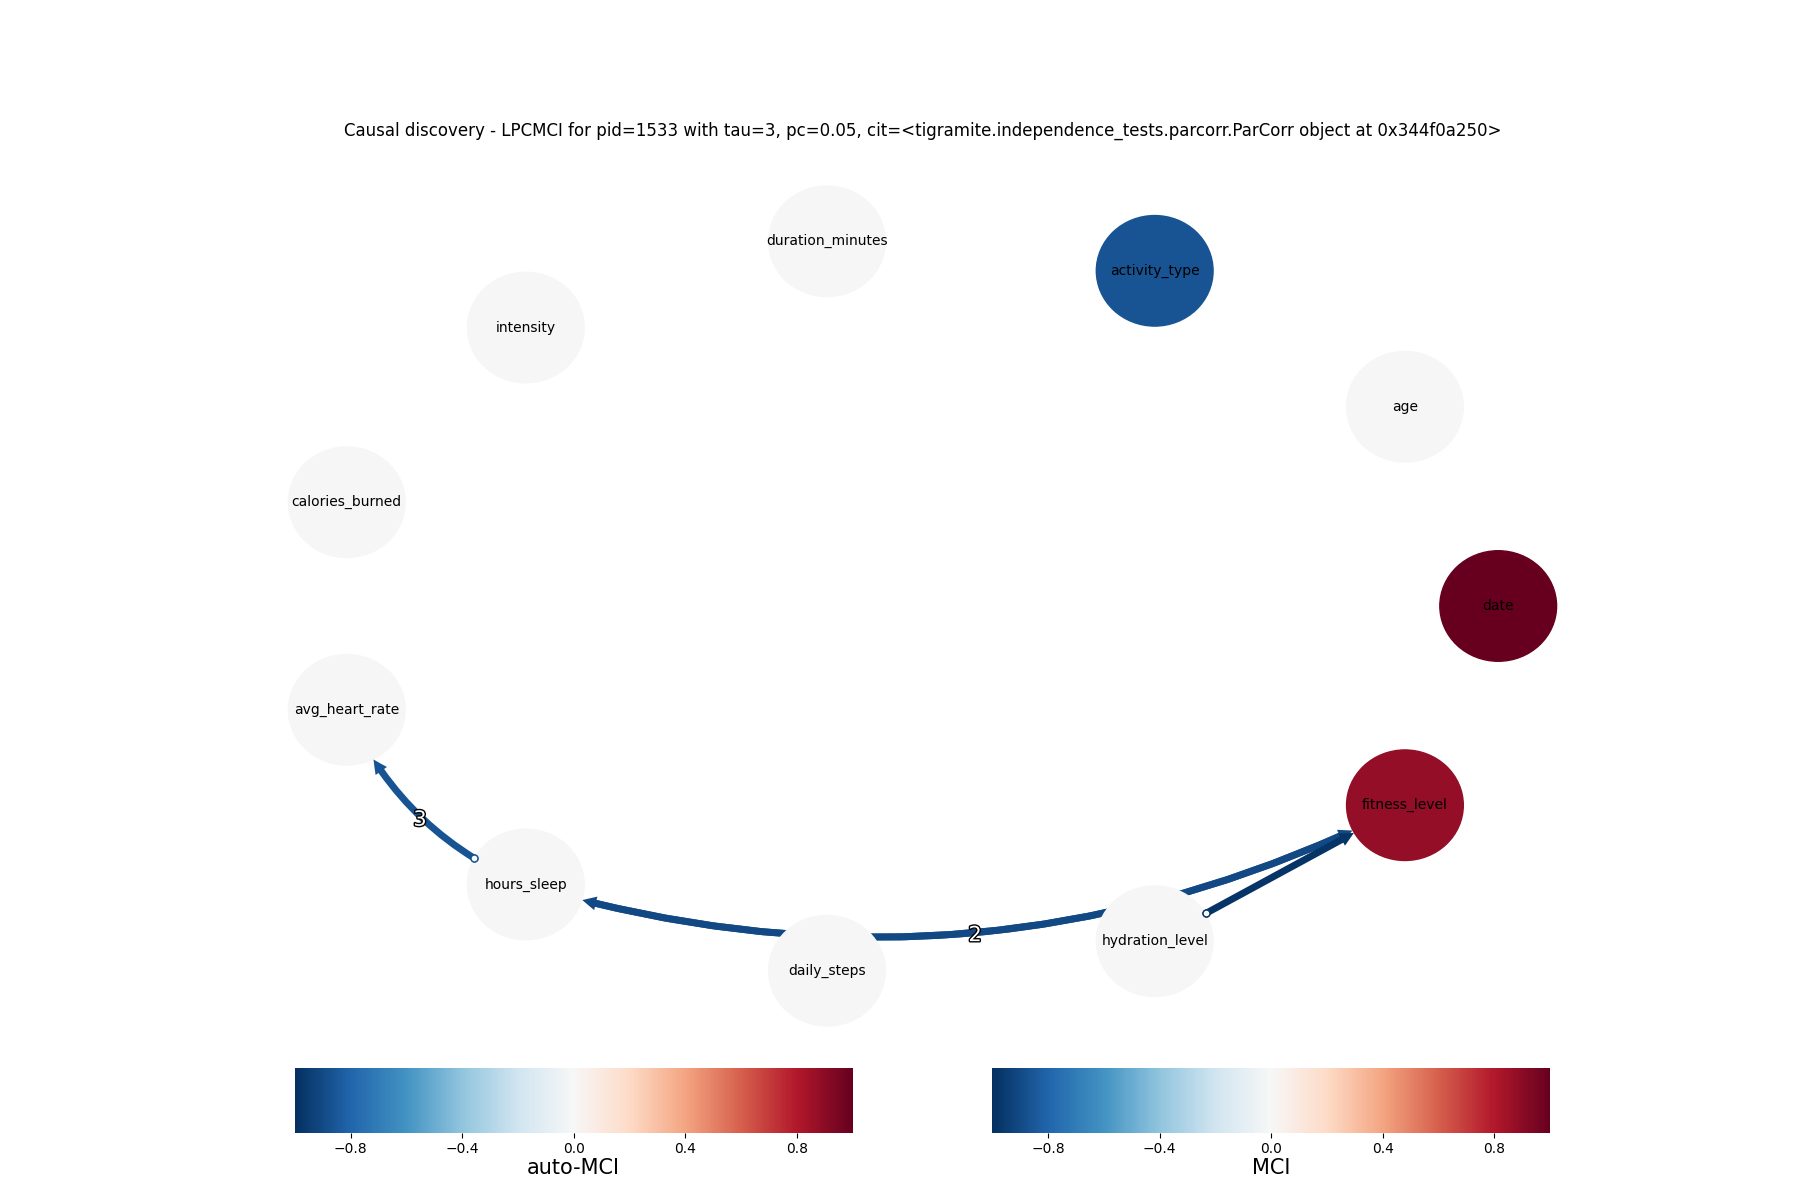 Causal discovery - LPCMCI for pid=1533 with tau=3, pc=0.05, cit=<tigramite.independence_tests.parcorr.ParCorr object at 0x344f0a250>
duration_minutes
activity_type
intensity
age
calories_burned
date
avg_heart_rate
fitness_level
3
hours_sleep
2
hydration_level
daily_steps
−0.8 −0.4 0.0 0.4 0.8
auto-MCI
−0.8 −0.4 0.0 0.4 0.8
MCI